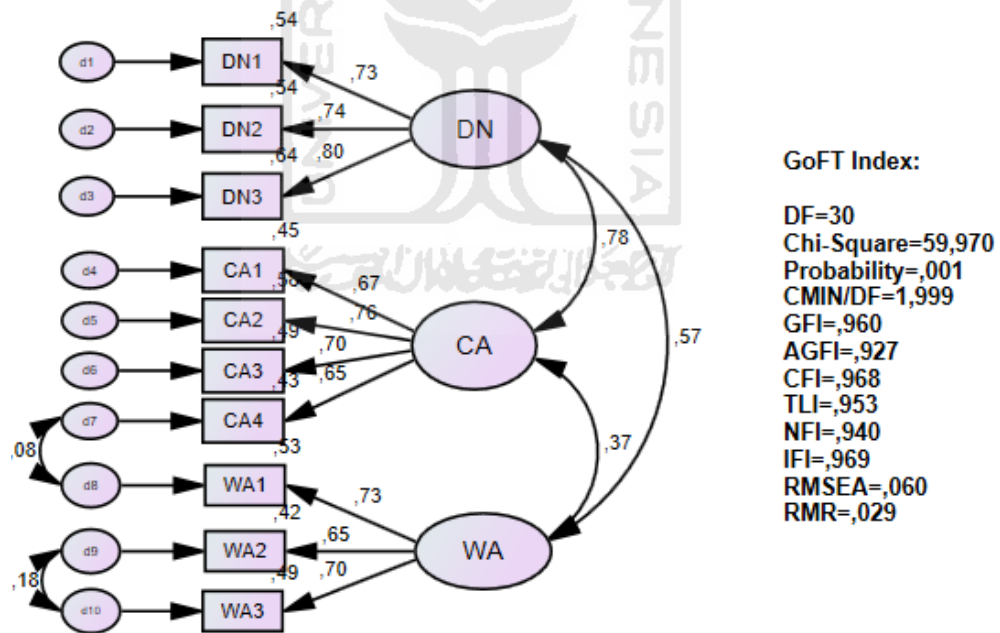 ,54
d1 DN1 ,73
,54
d2 DN2 ,74 DN
,64 ,80
d3 DN3
,45
,78
d4 CA1 ,67
,58 ,76
d5 CA2 CA ,57
,49 ,70
d6 CA3 ,65
,43
d7 CA4
,53
,08 ,37
d8 WA1 ,73
,42
d9 WA2 ,65 WA
,18 ,49 ,70
d10 WA3
GoFT Index:
DF=30
Chi-Square=59,970
Probability=,001
CMIN/DF=1,999
GFI=,960
AGFI=,927
CFI=,968
TLI=,953
NFI=,940
IFI=,969
RMSEA=,060
RMR=,029
UNIVER
NESIA